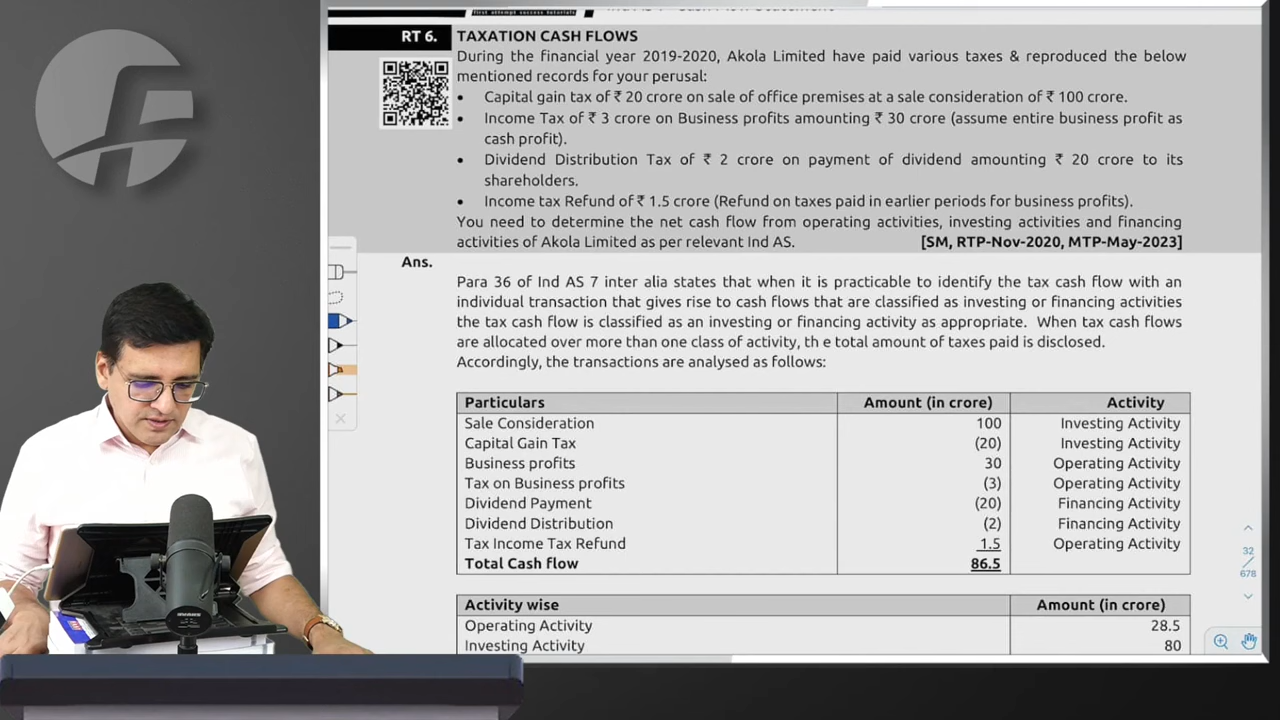 first attempt success tutorials
RT 6. TAXATION CASH FLOWS
During the financial year 2019-2020, Akola Limited have paid various taxes & reproduced the below
mentioned records for your perusal:
• Capital gain tax of ₹ 20 crore on sale of office premises at a sale consideration of ₹ 100 crore.
• Income Tax of ₹ 3 crore on Business profits amounting ₹ 30 crore (assume entire business profit as
cash profit).
• Dividend Distribution Tax of ₹ 2 crore on payment of dividend amounting ₹ 20 crore to its
shareholders.
• Income tax Refund of ₹ 1.5 crore (Refund on taxes paid in earlier periods for business profits).
You need to determine the net cash flow from operating activities, investing activities and financing
activities of Akola Limited as per relevant Ind AS. [SM, RTP-Nov-2020, MTP-May-2023]
Ans.
Para 36 of Ind AS 7 inter alia states that when it is practicable to identify the tax cash flow with an
individual transaction that gives rise to cash flows that are classified as investing or financing activities
the tax cash flow is classified as an investing or financing activity as appropriate. When tax cash flows
are allocated over more than one class of activity, th e total amount of taxes paid is disclosed.
Accordingly, the transactions are analysed as follows:
Particulars Amount (in crore) Activity
Sale Consideration 100 Investing Activity
Capital Gain Tax (20) Investing Activity
Business profits 30 Operating Activity
Tax on Business profits (3) Operating Activity
Dividend Payment (20) Financing Activity
Dividend Distribution (2) Financing Activity
Tax Income Tax Refund 1.5 Operating Activity
Total Cash flow 86.5
Activity wise Amount (in crore)
Operating Activity 28.5
Investing Activity 80
32
678